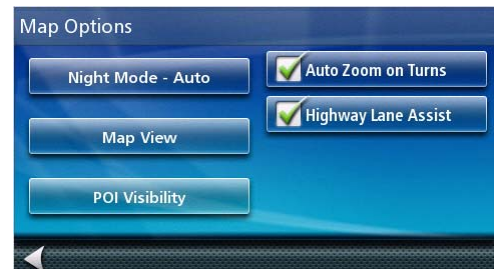 Map Options
Night Mode - Auto
Auto Zoom on Turns
Highway Lane Assist
Map View
POI Visibility